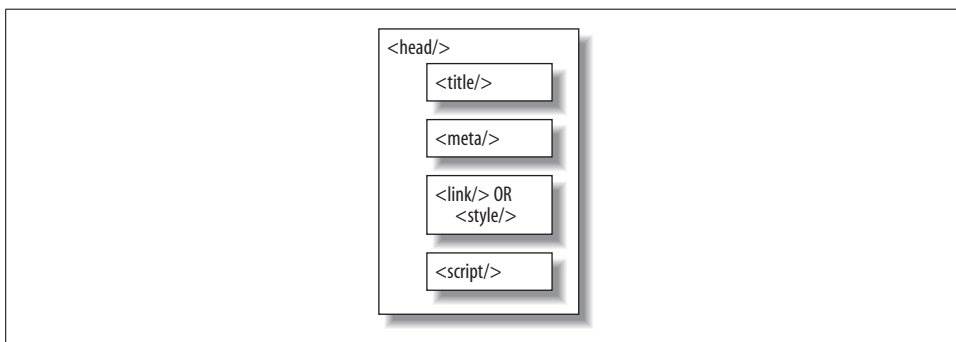 <head/>
<title/>
<meta/>
<link/> OR
<style/>
<script/>